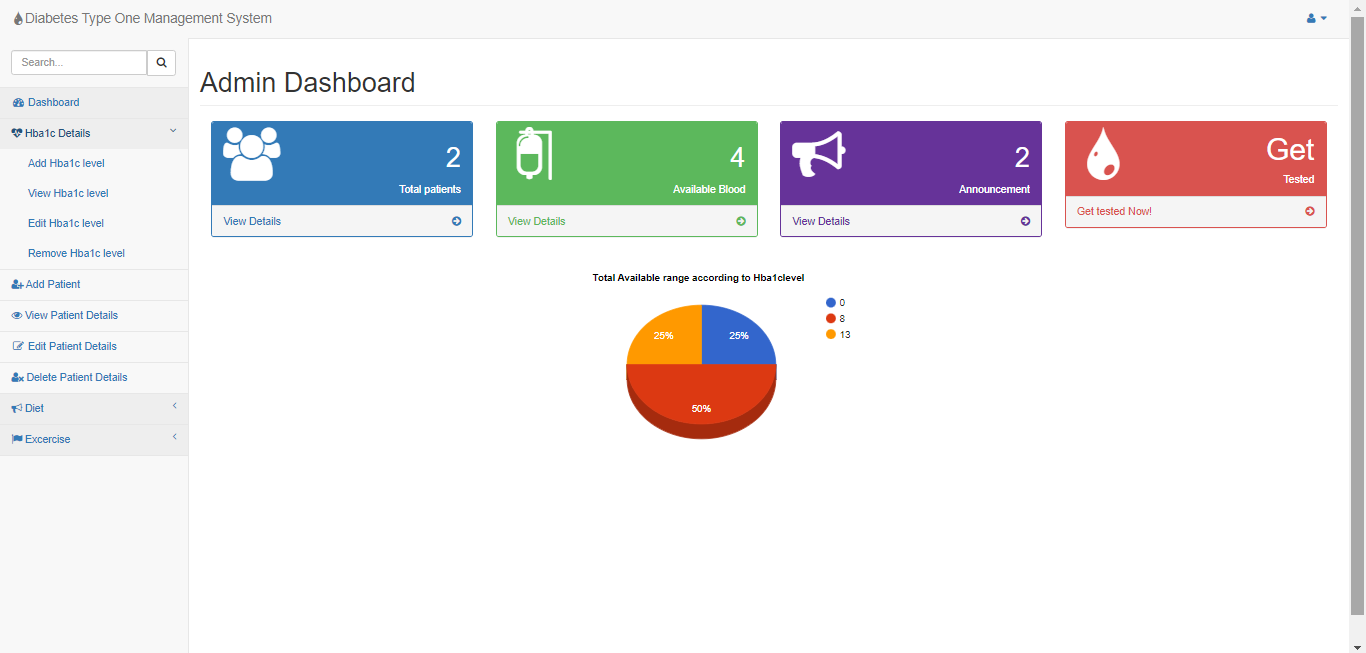 Diabetes Type One Management System
Search...
Dashboard
Hba1c Details
Add Hba1c level
View Hba1c level
Edit Hba1c level
Remove Hba1c level
Add Patient
View Patient Details
Edit Patient Details
Delete Patient Details
Diet
Excercise
Admin Dashboard
2
Total patients
View Details
4
Available Blood
View Details
2
Announcement
View Details
Get
Tested
Get tested Now!
Total Available range according to Hba1clevel
25%
25%
50%
0
8
13